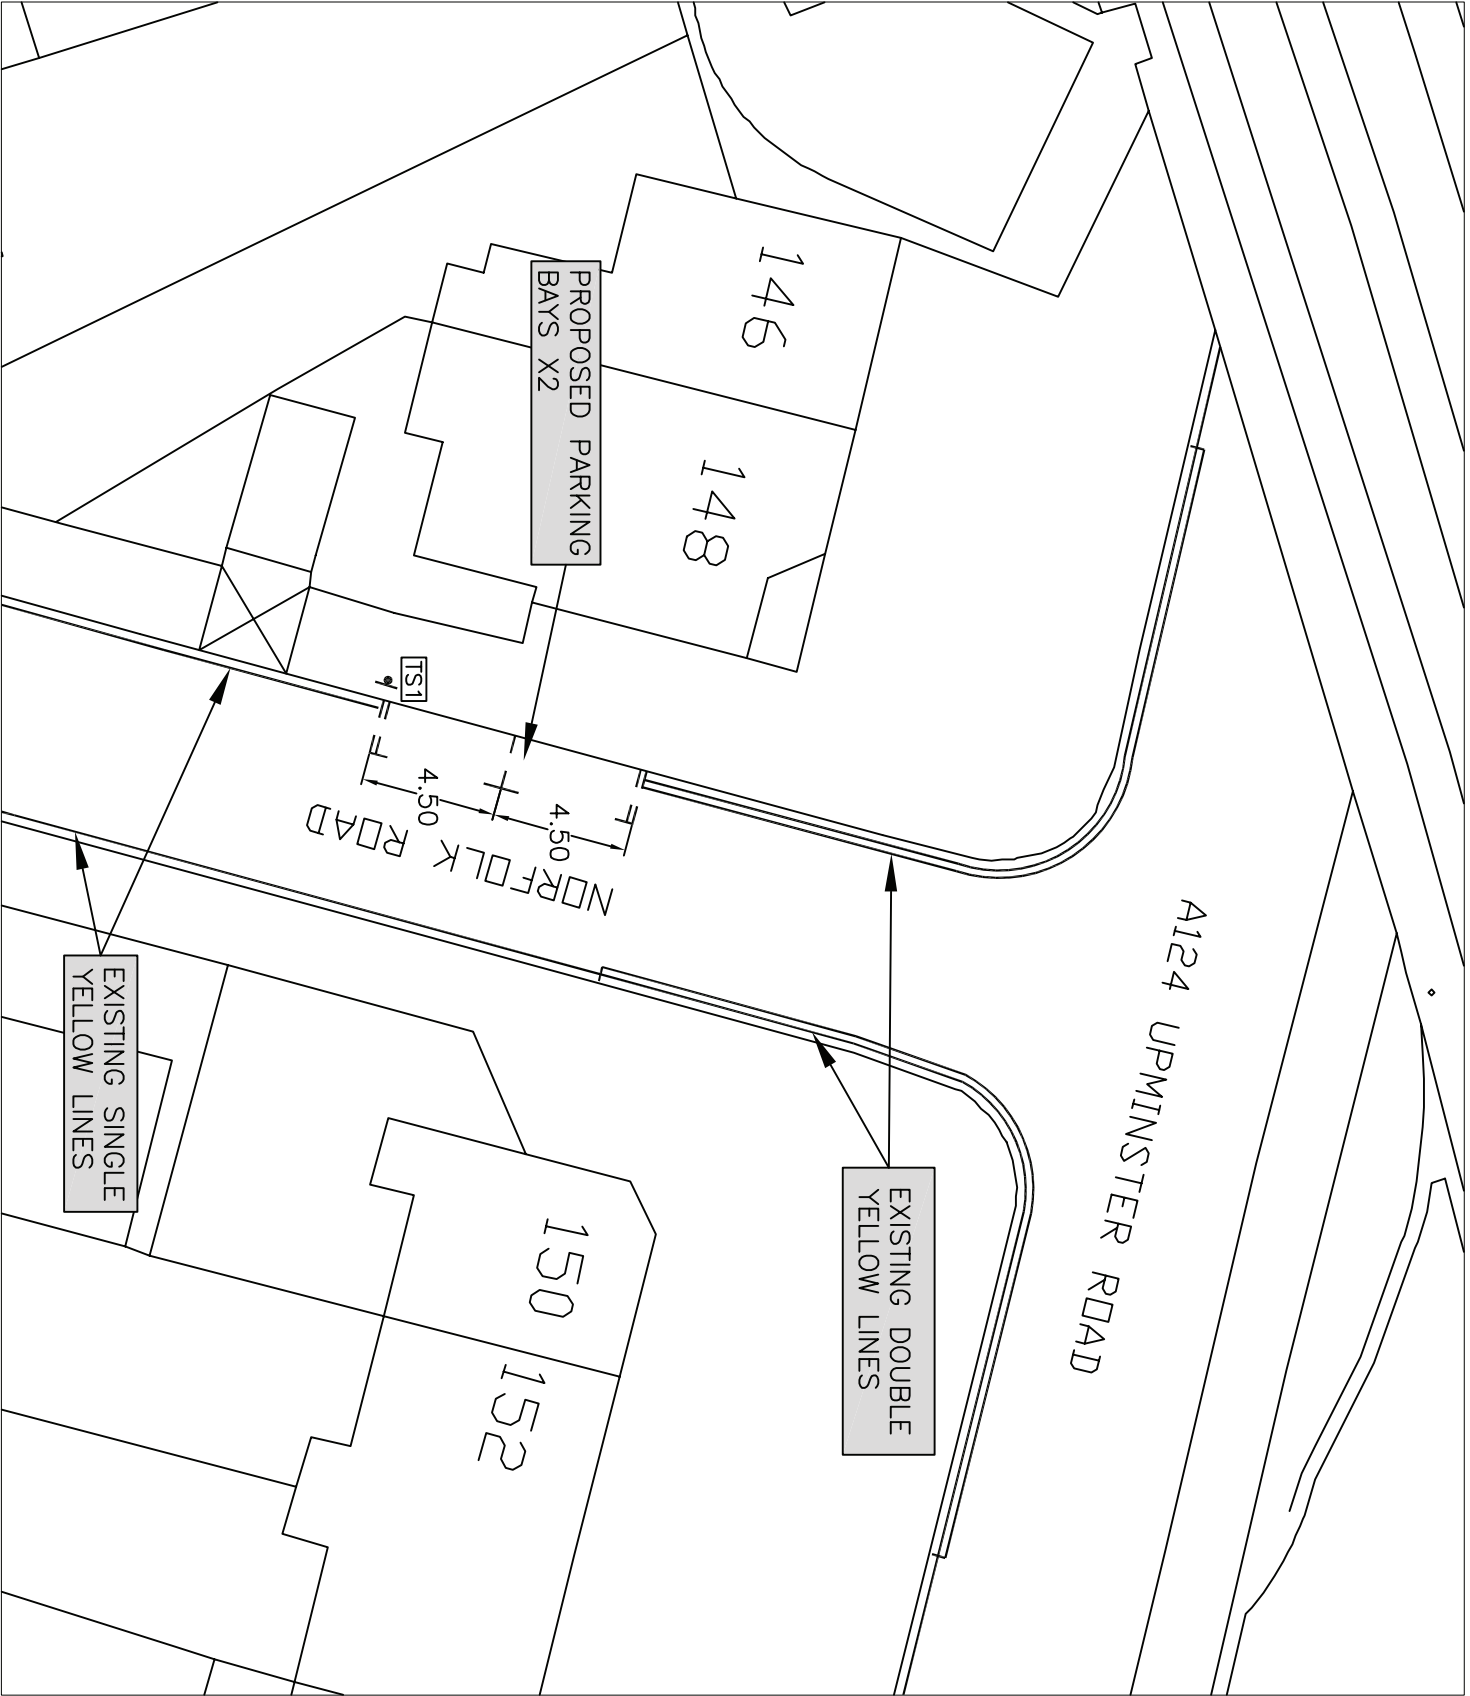 A124 UPMINSTER ROAD
146
148
PROPOSED PARKING
BAYS X2
TS1
4.50
4.50
NORFOLK ROAD
EXISTING DOUBLE
YELLOW LINES
EXISTING SINGLE
YELLOW LINES
150
152